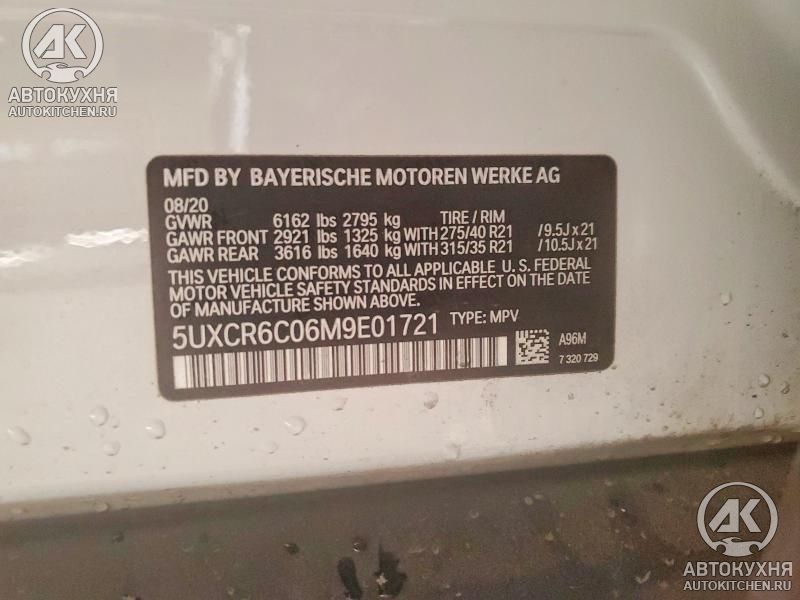 AK
АВТОКУХНЯ
AUTOKITCHEN.RU
MFD BY BAYERISCHE MOTOREN WERKE AG
08/20
GVWR 6162 lbs 2795 kg TIRE / RIM
GAWR FRONT 2921 lbs 1325 kg WITH 275/40 R21 /9.5J x 21
GAWR REAR 3616 lbs 1640 kg WITH 315/35 R21 /10.5J x 21
THIS VEHICLE CONFORMS TO ALL APPLICABLE U. S. FEDERAL
MOTOR VEHICLE SAFETY STANDARDS IN EFFECT ON THE DATE
OF MANUFACTURE SHOWN ABOVE.
5UXCR6C06M9E01721 TYPE: MPV
A96M
7 320 729
AK
АВТОКУХНЯ
AUTOKITCHEN.RU